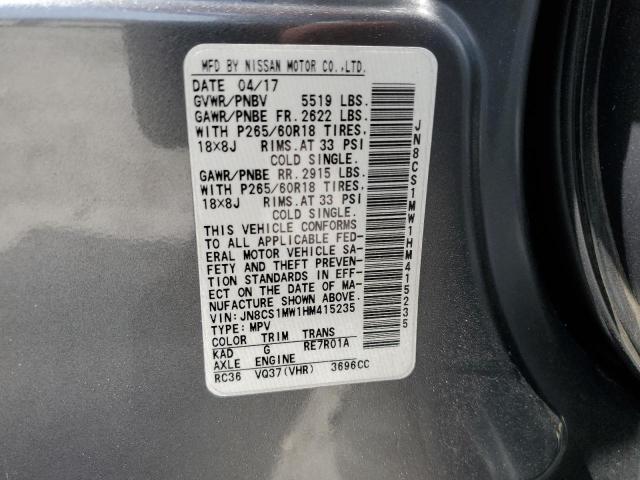 MFD BY NISSAN MOTOR CO.,LTD.
DATE 04/17
GVWR/PNBV 5519 LBS.
GAWR/PNBE FR. 2622 LBS.
WITH P265/60R18 TIRES,
18X8J RIMS.AT 33 PSI
COLD SINGLE.
GAWR/PNBE RR. 2915 LBS.
WITH P265/60R18 TIRES,
18X8J RIMS.AT 33 PSI
COLD SINGLE.
THIS VEHICLE CONFORMS
TO ALL APPLICABLE FED-
ERAL MOTOR VEHICLE SA-
FETY AND THEFT PREVEN-
TION STANDARDS IN EFF-
ECT ON THE DATE OF MA-
NUFACTURE SHOWN ABOVE.
VIN: JN8CS1MW1HM415235
TYPE: MPV
COLOR TRIM TRANS
KAD G RE7R01A
AXLE ENGINE
RC36 VQ37(VHR) 3696CC
JN8CS1MW1HM415235